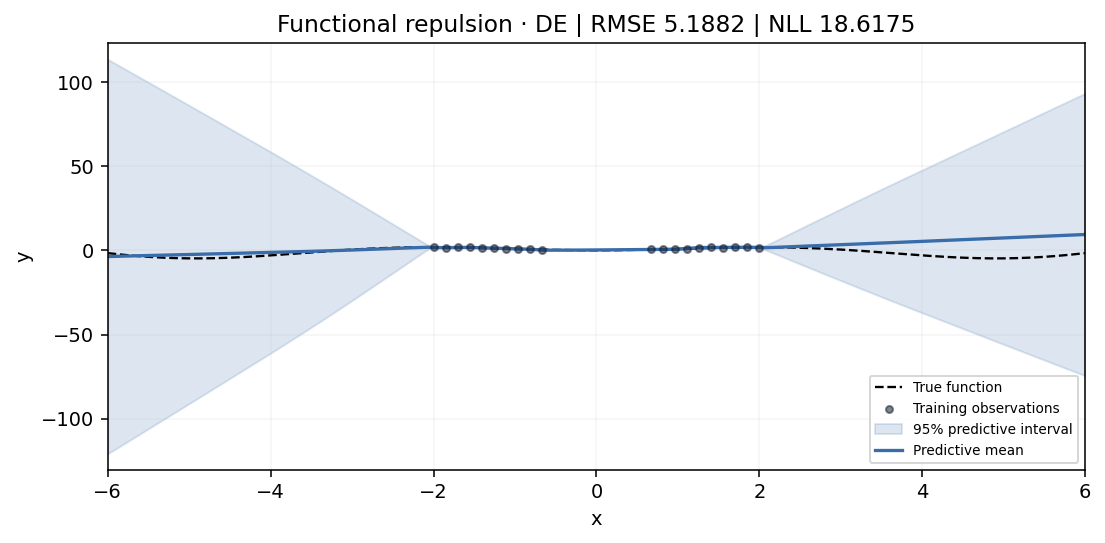 Functional repulsion · DE | RMSE 5.1882 | NLL 18.6175
100
50
0
−50
−100
y
−6
−4
−2
0
2
4
6
x
True function
Training observations
95% predictive interval
Predictive mean